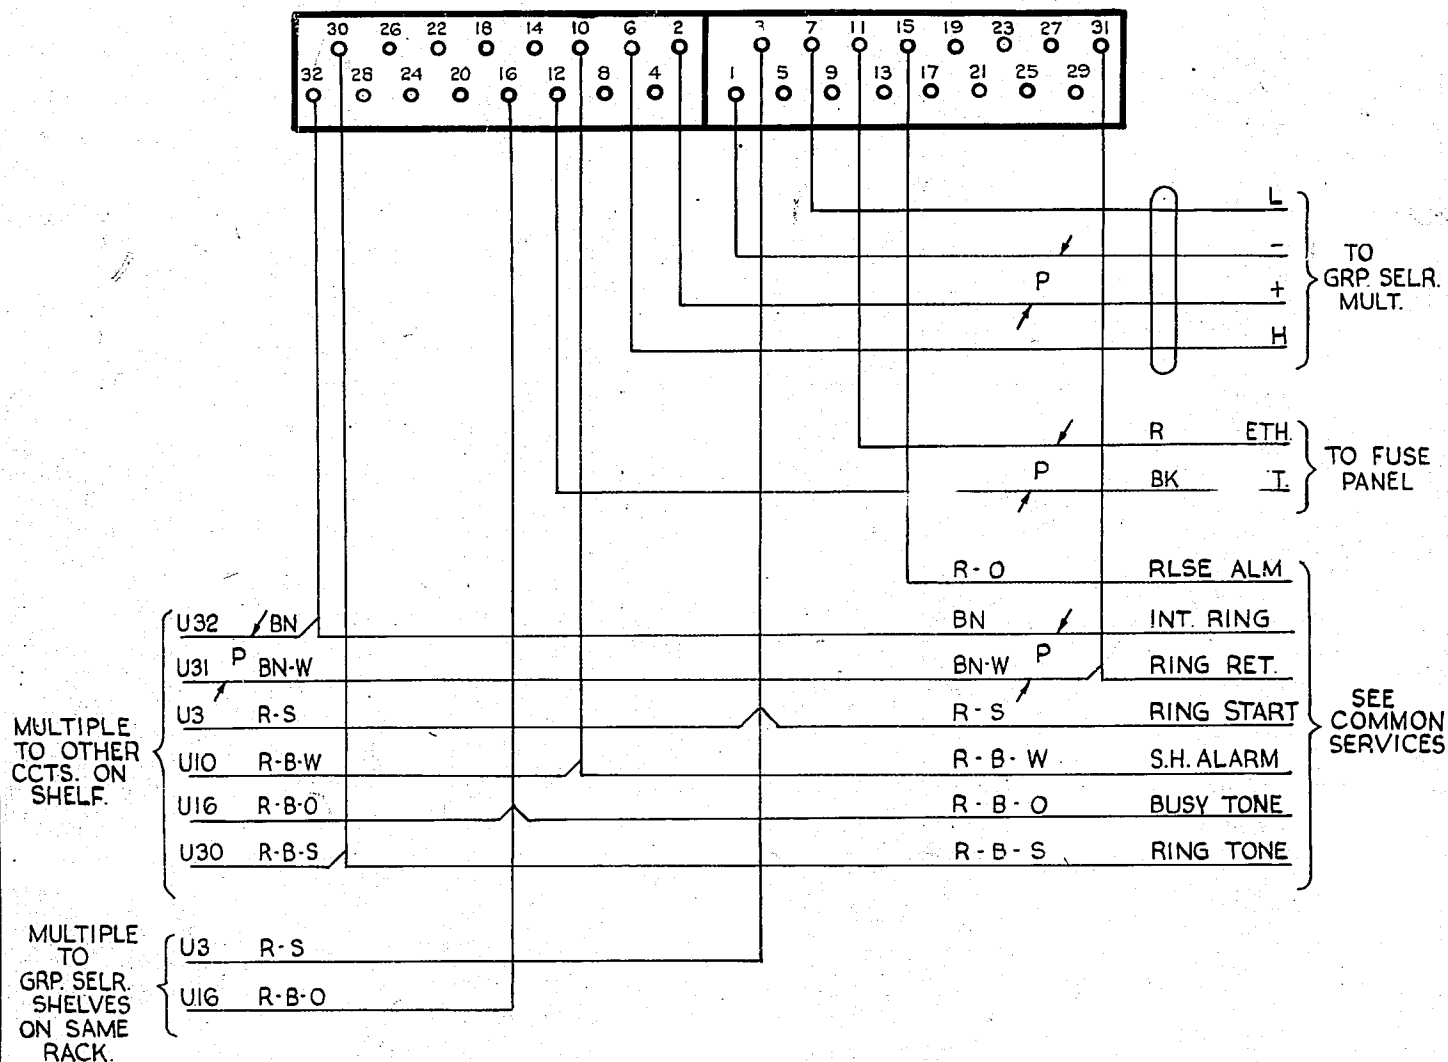 30 26 22 18 14 10 6 2 3 7 11 15 19 23 27 31
32 28 24 20 16 12 8 4 1 5 9 13 17 21 25 29
L
-
P +
H
TO
GRP. SELR.
MULT.
R ETH.
P BK T.
TO FUSE
PANEL
R-O RLSE ALM
U32 BN BN INT. RING
U31 P BN-W BN-W P RING RET.
U3 R-S R-S RING START
U10 R-B-W R-B-W S.H. ALARM
U16 R-B-O R-B-O BUSY TONE
U30 R-B-S R-B-S RING TONE
MULTIPLE
TO OTHER
CCTS. ON
SHELF.
SEE
COMMON
SERVICES
MULTIPLE
TO
GRP. SELR.
SHELVES
ON SAME
RACK.
U3 R-S
U16 R-B-O